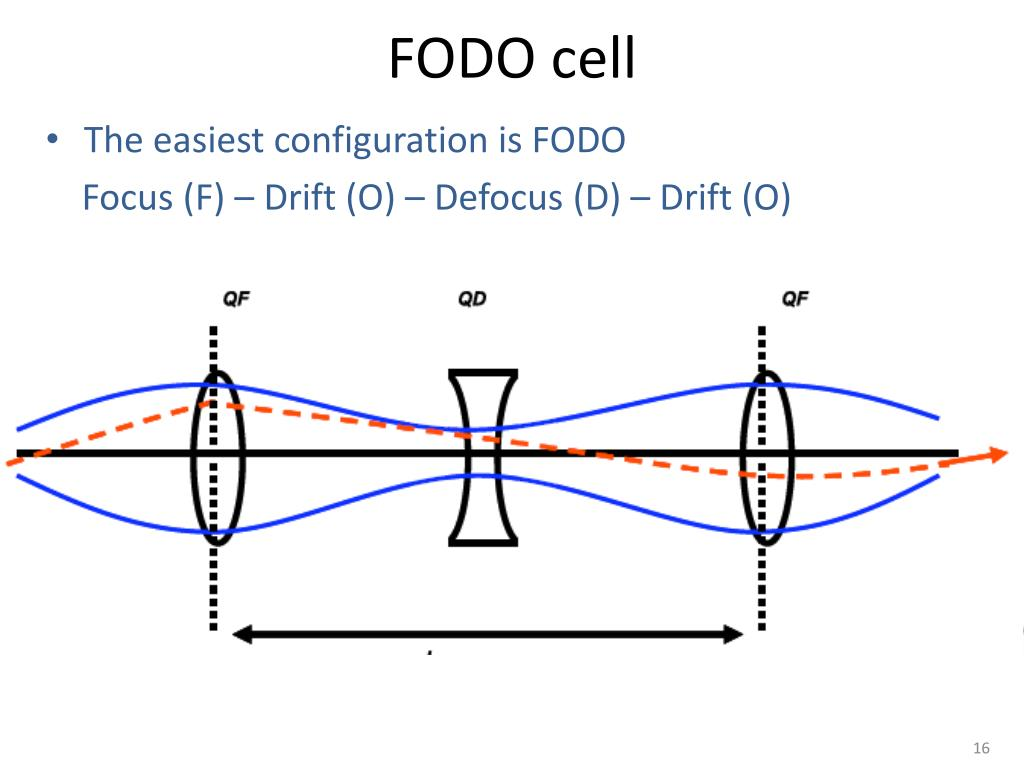 FODO cell
• The easiest configuration is FODO
Focus (F) – Drift (O) – Defocus (D) – Drift (O)
QF QD QF
16